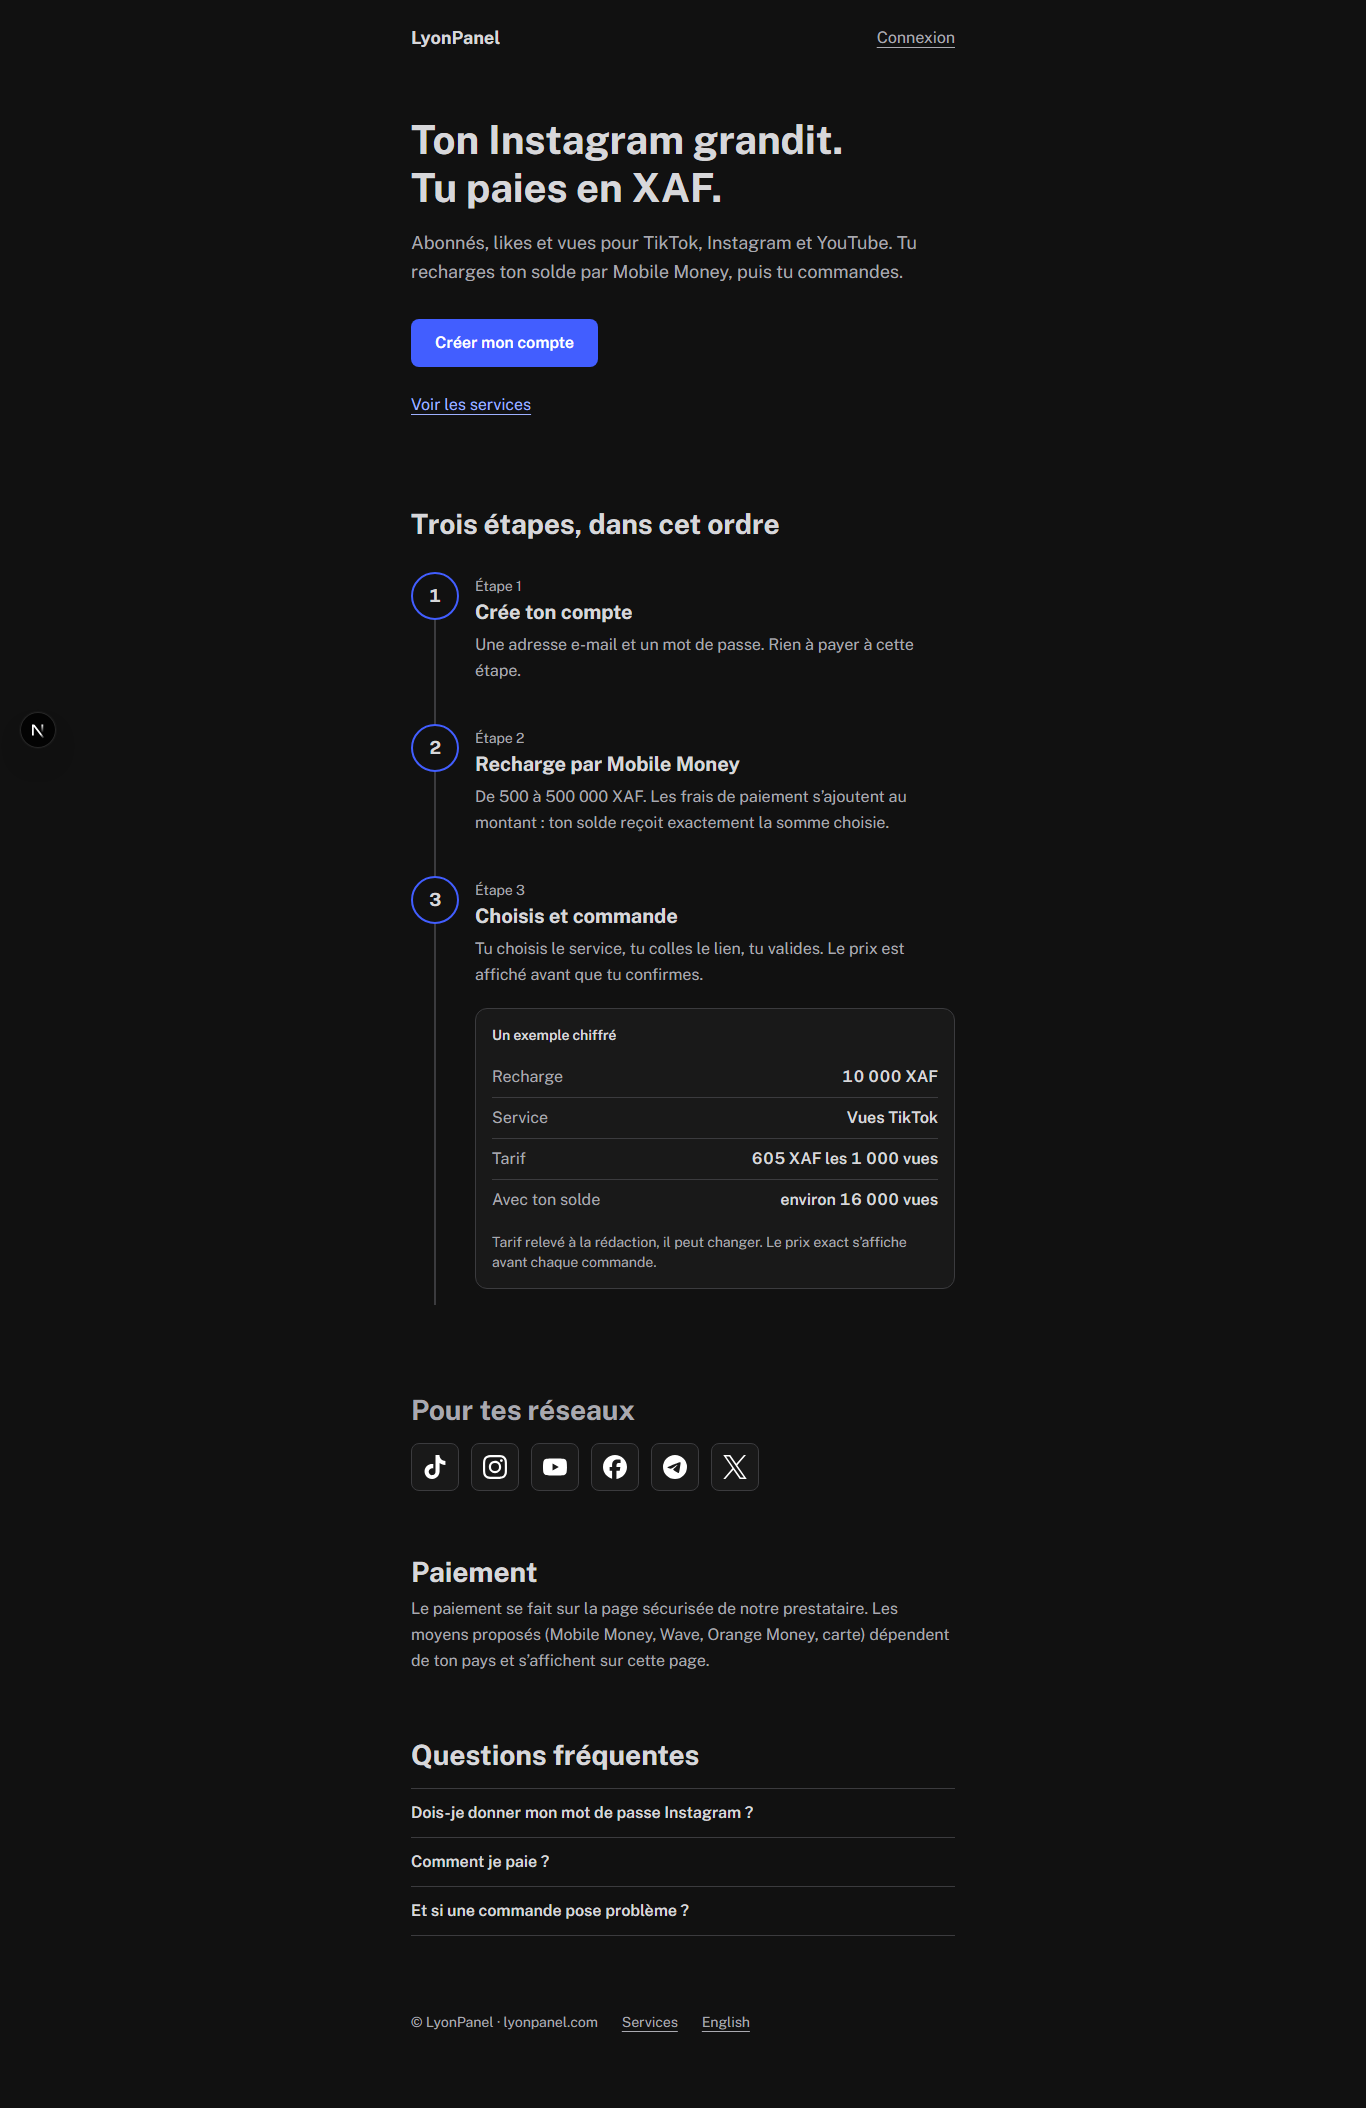 LyonPanel
Connexion
Ton Instagram grandit.
Tu paies en XAF.
Abonnés, likes et vues pour TikTok, Instagram et YouTube. Tu
recharges ton solde par Mobile Money, puis tu commandes.
Créer mon compte
Voir les services
Trois étapes, dans cet ordre
1
Étape 1
Crée ton compte
Une adresse e-mail et un mot de passe. Rien à payer à cette
étape.
2
Étape 2
Recharge par Mobile Money
De 500 à 500 000 XAF. Les frais de paiement s’ajoutent au
montant : ton solde reçoit exactement la somme choisie.
3
Étape 3
Choisis et commande
Tu choisis le service, tu colles le lien, tu valides. Le prix est
affiché avant que tu confirmes.
Un exemple chiffré
Recharge 10 000 XAF
Service Vues TikTok
Tarif 605 XAF les 1 000 vues
Avec ton solde environ 16 000 vues
Tarif relevé à la rédaction, il peut changer. Le prix exact s’affiche
avant chaque commande.
Pour tes réseaux
Paiement
Le paiement se fait sur la page sécurisée de notre prestataire. Les
moyens proposés (Mobile Money, Wave, Orange Money, carte) dépendent
de ton pays et s’affichent sur cette page.
Questions fréquentes
Dois-je donner mon mot de passe Instagram ?
Comment je paie ?
Et si une commande pose problème ?
© LyonPanel · lyonpanel.com Services English